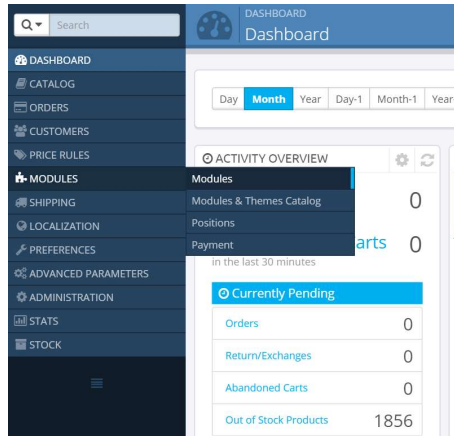 Search
DASHBOARD
Dashboard
DASHBOARD
CATALOG
ORDERS
CUSTOMERS
PRICE RULES
MODULES
SHIPPING
LOCALIZATION
PREFERENCES
ADVANCED PARAMETERS
ADMINISTRATION
STATS
STOCK
Modules
Modules & Themes Catalog
Positions
Payment
Day Month Year Day-1 Month-1 Year
ACTIVITY OVERVIEW
0
arts 0
in the last 30 minutes
Currently Pending
Orders 0
Return/Exchanges 0
Abandoned Carts 0
Out of Stock Products 1856